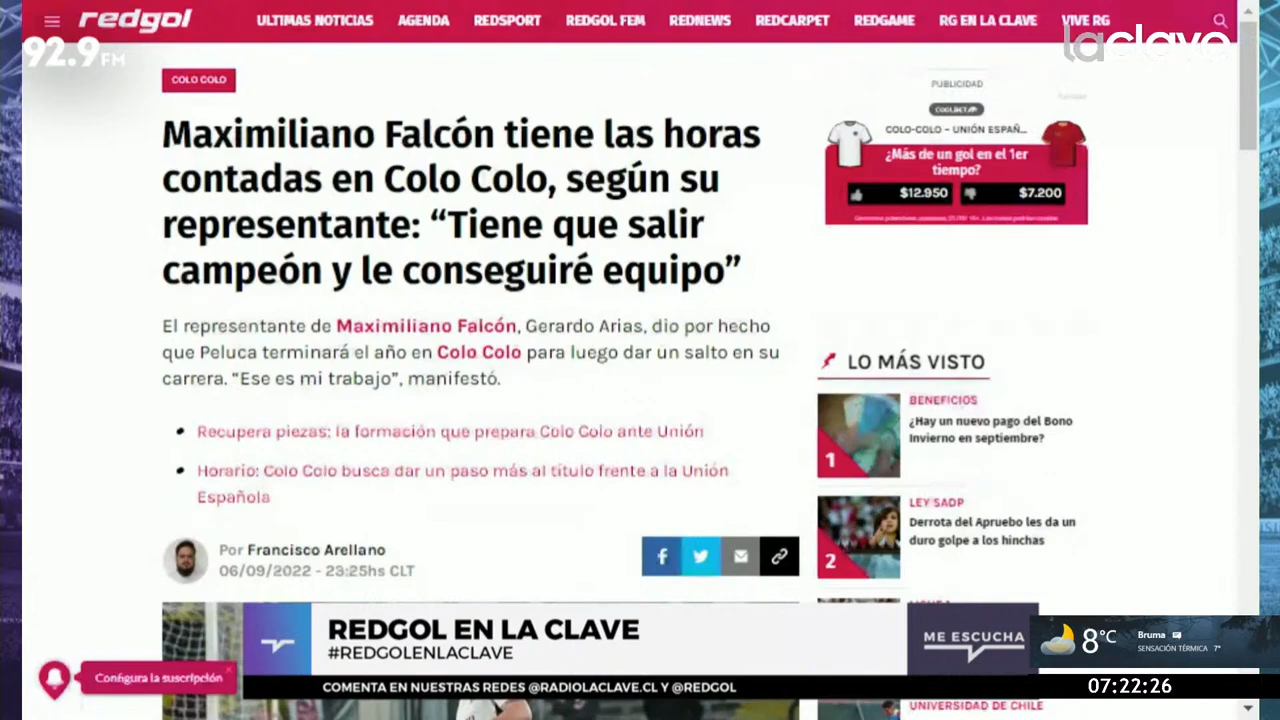 redgol
ULTIMAS NOTICIAS
AGENDA
REDSPORT
REDGOL FEM
REDNEWS
REDCARPET
REDGAME
RG EN LA CLAVE
VIVE RG
92.9 FM
laclave
COLO COLO
Maximiliano Falcón tiene las horas
contadas en Colo Colo, según su
representante: “Tiene que salir
campeón y le conseguiré equipo”
El representante de Maximiliano Falcón, Gerardo Arias, dio por hecho
que Peluca terminará el año en Colo Colo para luego dar un salto en su
carrera. “Ese es mi trabajo”, manifestó.
Recupera piezas: la formación que prepara Colo Colo ante Unión
Horario: Colo Colo busca dar un paso más al título frente a la Unión
Española
Por Francisco Arellano
06/09/2022 - 23:25hs CLT
PUBLICIDAD
COOLBET
COLO-COLO - UNIÓN ESPAÑ...
¿Más de un gol en el 1er
tiempo?
$12.950
$7.200
LO MÁS VISTO
1
BENEFICIOS
¿Hay un nuevo pago del Bono
Invierno en septiembre?
2
LEY SADP
Derrota del Apruebo les da un
duro golpe a los hinchas
UNIVERSIDAD DE CHILE
Configura la suscripción
REDGOL EN LA CLAVE
#REDGOLENLACLAVE
ME ESCUCHA
COMENTA EN NUESTRAS REDES @RADIOLACLAVE.CL Y @REDGOL
8°C
Bruma
SENSACIÓN TÉRMICA 7°
07:22:26